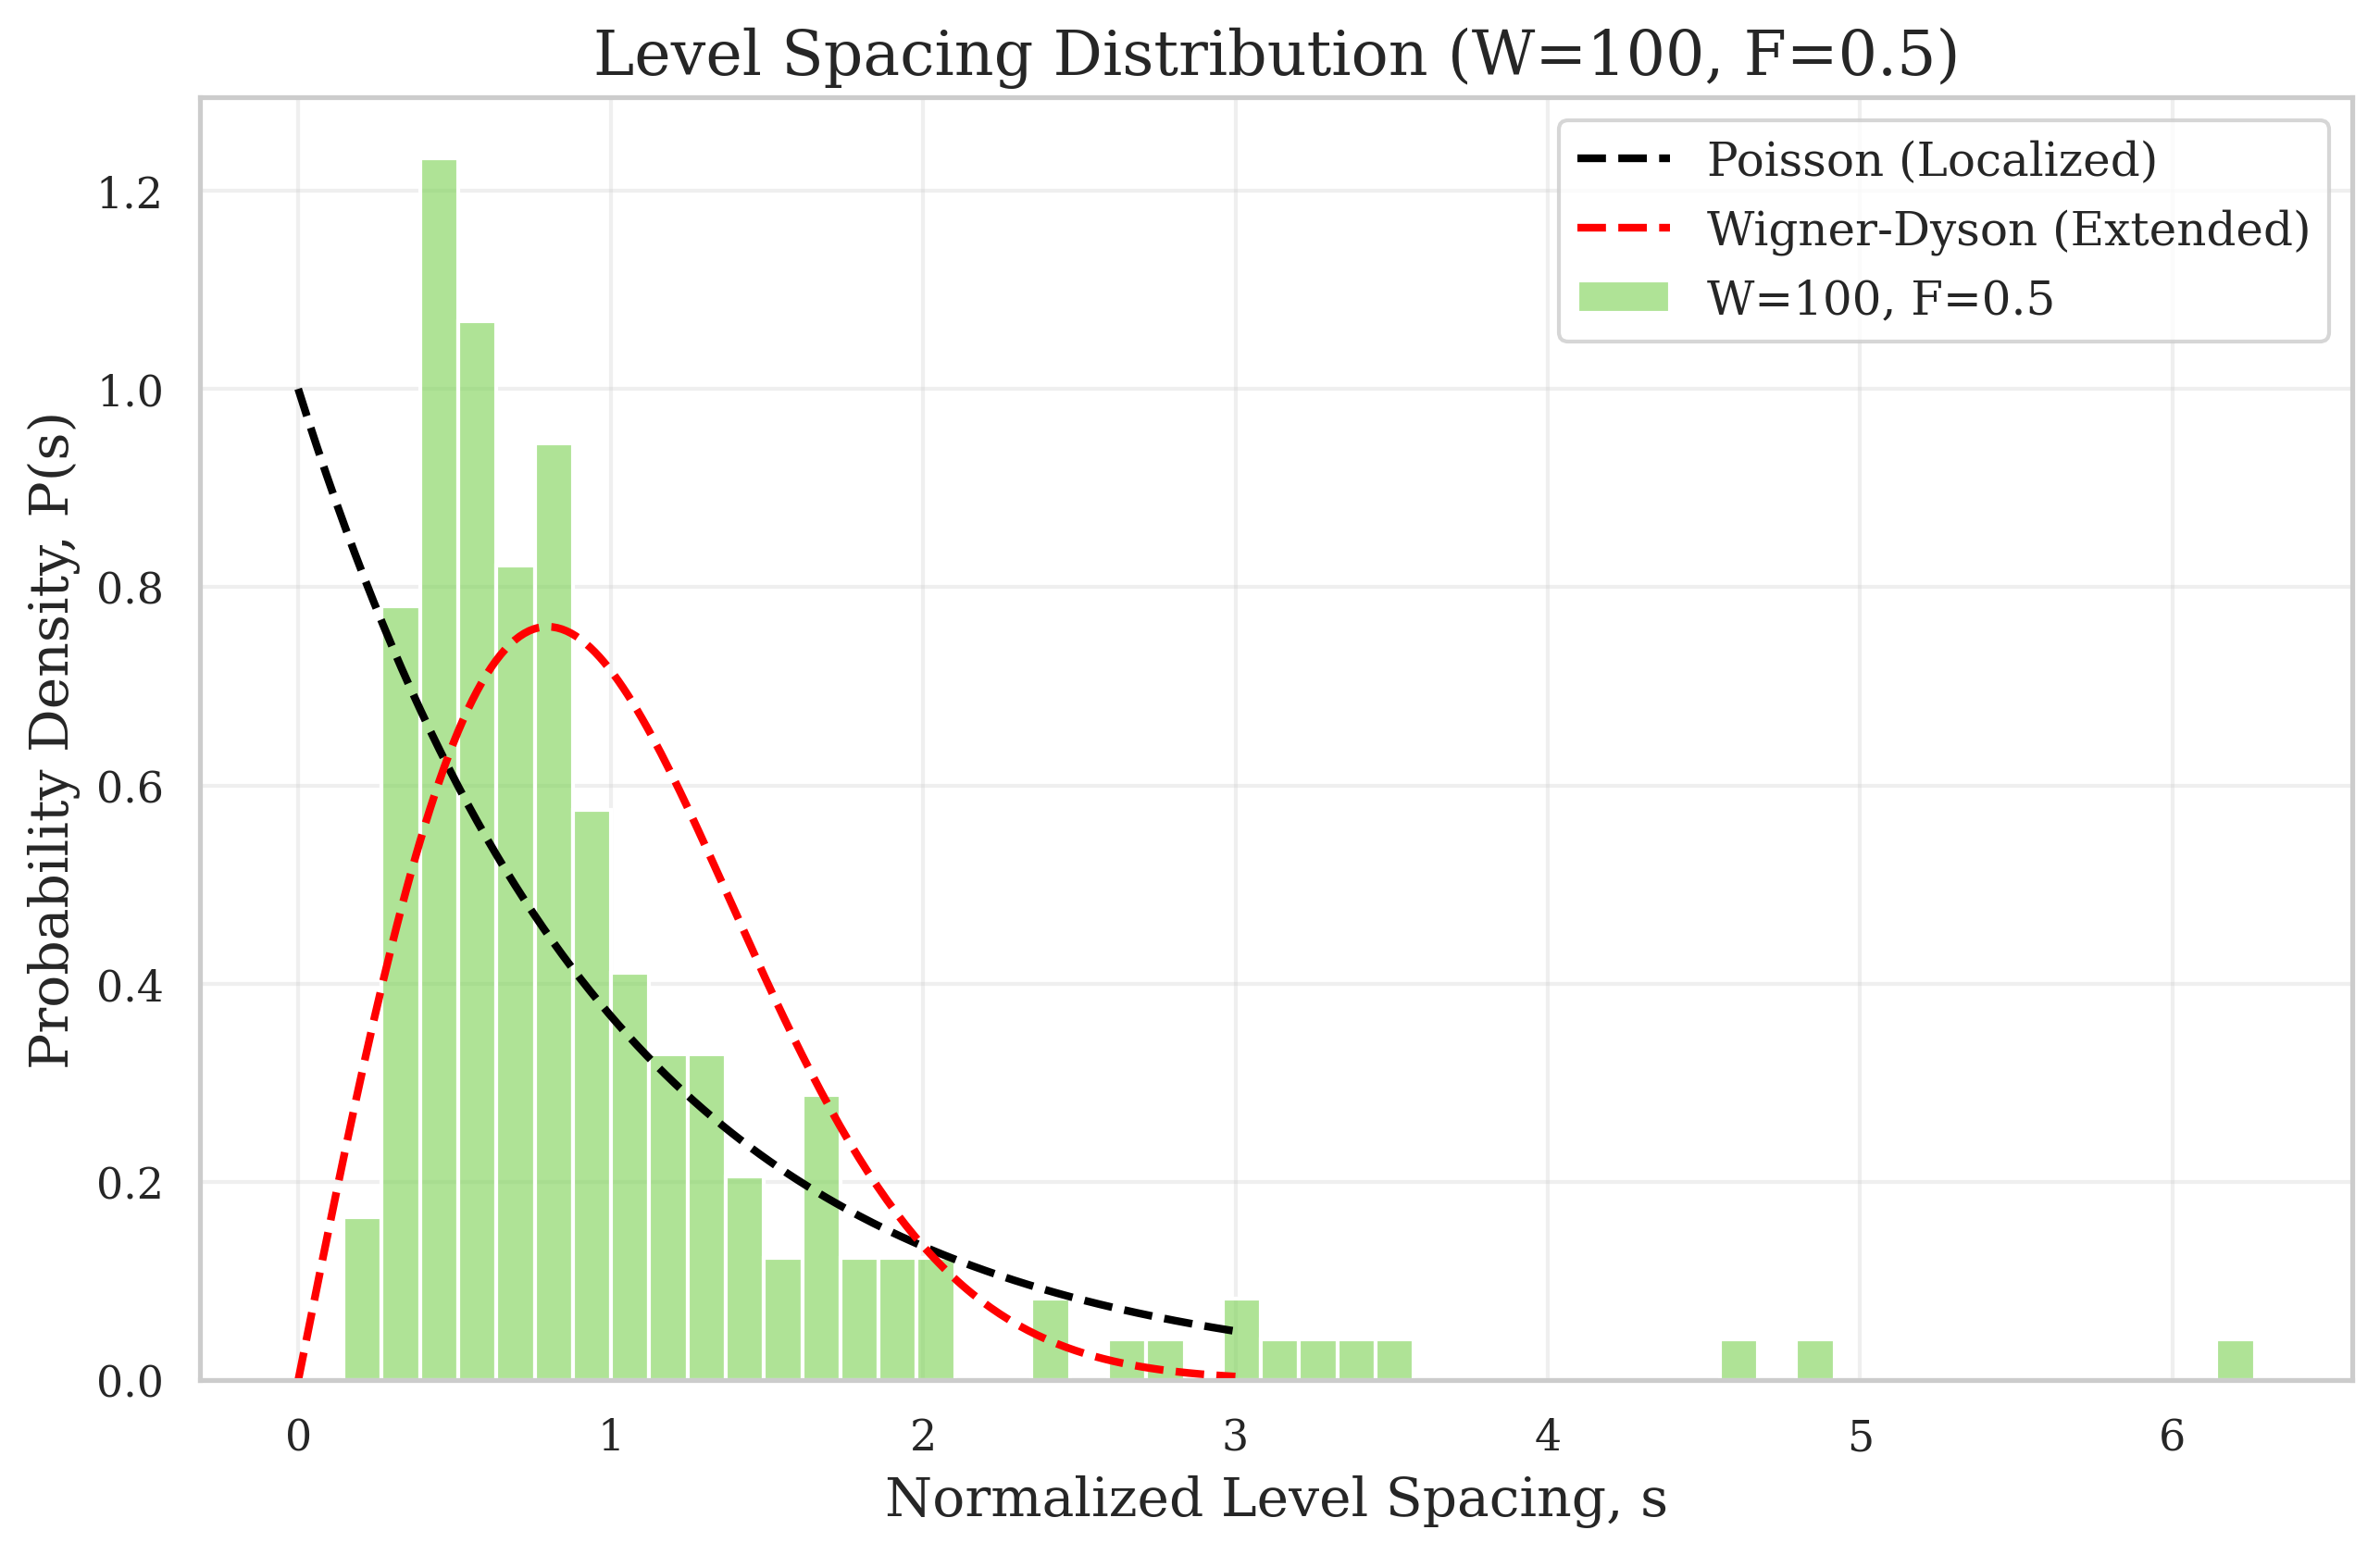 Level Spacing Distribution (W=100, F=0.5)
Poisson (Localized)
Wigner-Dyson (Extended)
W=100, F=0.5
Probability Density, P(s)
1.2
1.0
0.8
0.6
0.4
0.2
0.0
0 1 2 3 4 5 6
Normalized Level Spacing, s